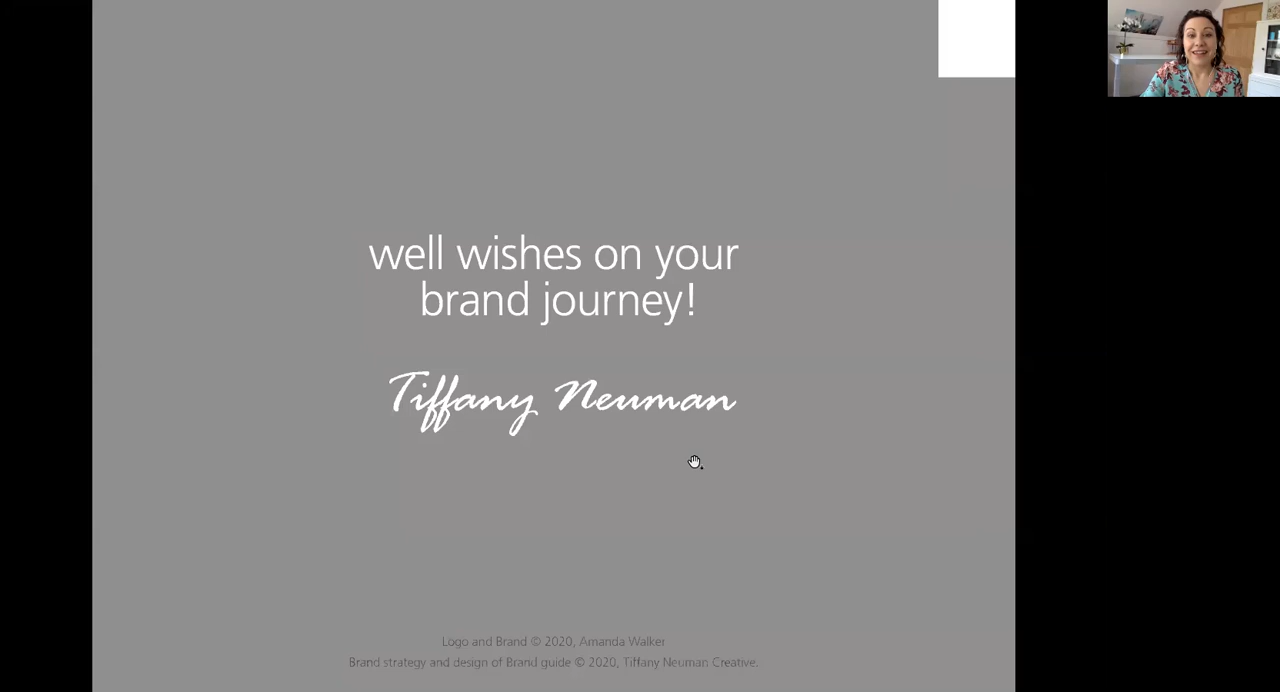 well wishes on your
brand journey!
Tiffany Neuman
Logo and Brand © 2020, Amanda Walker
Brand strategy and design of Brand guide © 2020, Tiffany Neuman Creative.